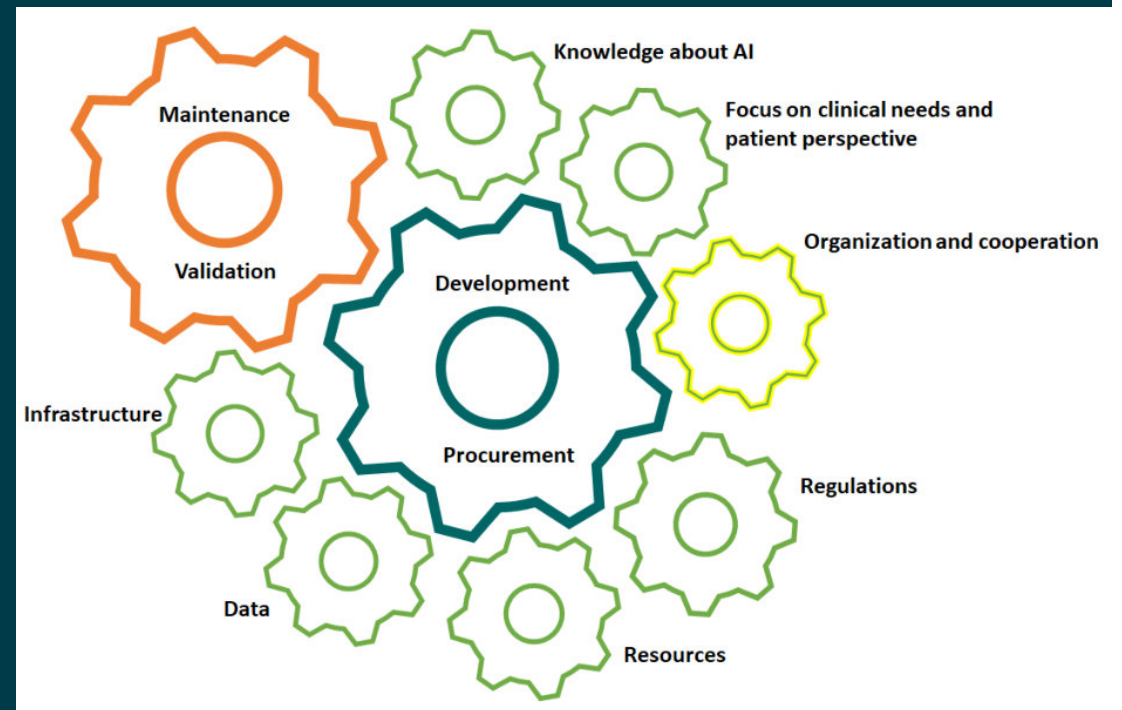 Knowledge about AI
Maintenance
Focus on clinical needs and
patient perspective
Organization and cooperation
Validation
Development
Infrastructure
Procurement
Regulations
Data
Resources